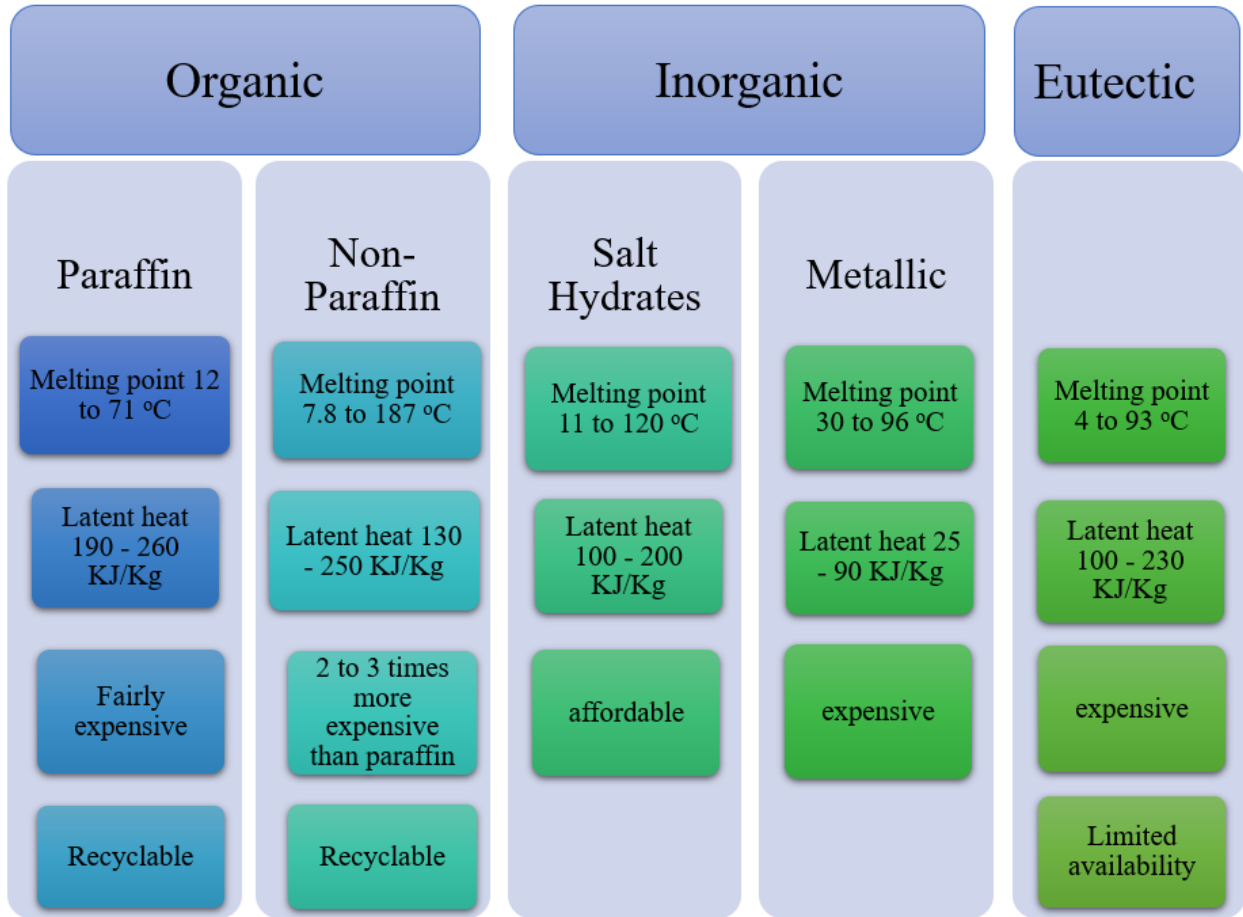 Organic
Inorganic
Eutectic
Paraffin
Non-
Paraffin
Salt
Hydrates
Metallic
Melting point 12
to 71 ᵒC
Melting point
7.8 to 187 ᵒC
Melting point
11 to 120 ᵒC
Melting point
30 to 96 ᵒC
Melting point
4 to 93 ᵒC
Latent heat
190 - 260
KJ/Kg
Latent heat 130
- 250 KJ/Kg
Latent heat
100 - 200
KJ/Kg
Latent heat 25
- 90 KJ/Kg
Latent heat
100 - 230
KJ/Kg
Fairly
expensive
2 to 3 times
more
expensive
than paraffin
affordable
expensive
expensive
Recyclable
Recyclable
Limited
availability